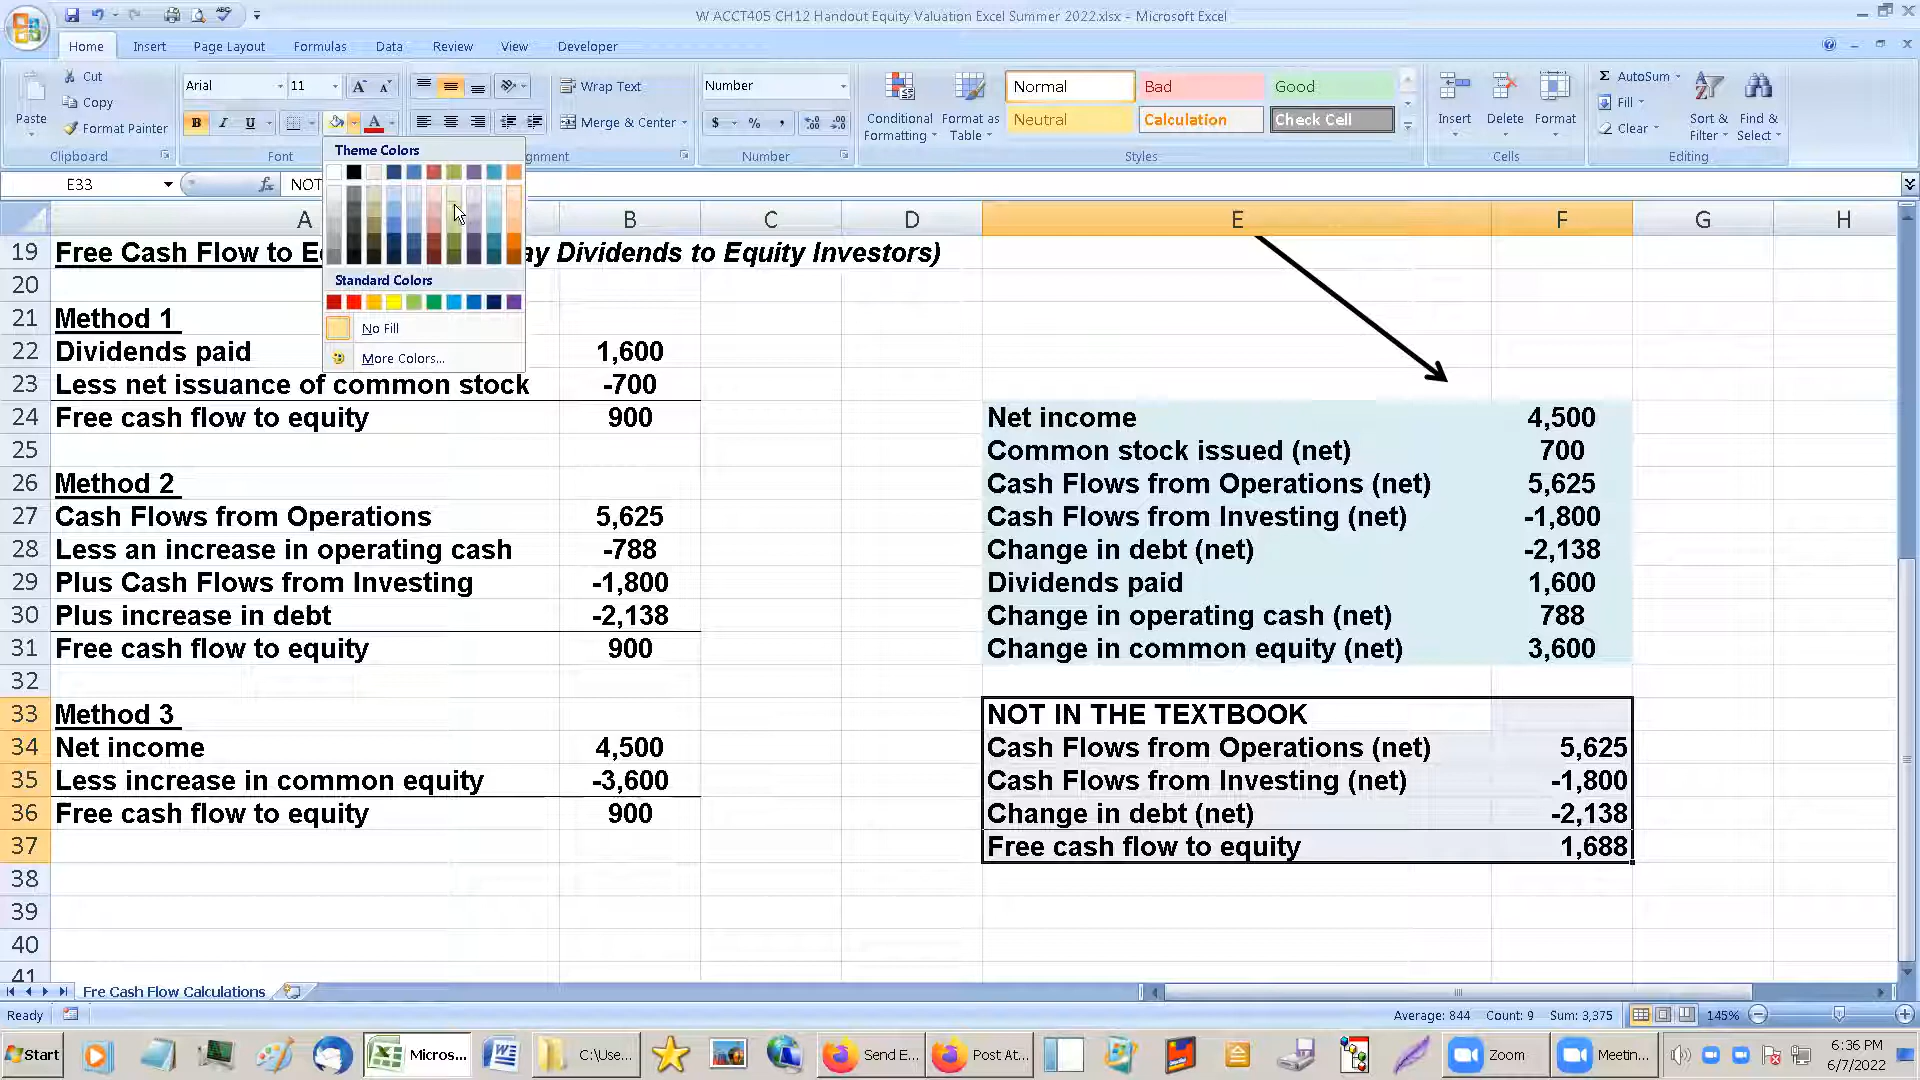 W ACCT405 CH12 Handout Equity Valuation Excel Summer 2022.xlsx - Microsoft Excel
Home Insert Page Layout Formulas Data Review View Developer
Paste
Cut
Copy
Format Painter
Clipboard
Arial 11
B I U A
Font
Wrap Text
Merge & Center
nment
Number
$ % ,
Number
Conditional Formatting
Format as Table
Normal Bad Good
Neutral Calculation Check Cell
Styles
Insert Delete Format
Cells
Σ AutoSum
Fill
Clear
Sort & Filter
Find & Select
Editing
E33 fx NOT
Theme Colors
Standard Colors
No Fill
More Colors...
A B C D E F G H
19 Free Cash Flow to E ay Dividends to Equity Investors)
20
21 Method 1
22 Dividends paid 1,600
23 Less net issuance of common stock -700
24 Free cash flow to equity 900 Net income 4,500
25 Common stock issued (net) 700
26 Method 2 Cash Flows from Operations (net) 5,625
27 Cash Flows from Operations 5,625 Cash Flows from Investing (net) -1,800
28 Less an increase in operating cash -788 Change in debt (net) -2,138
29 Plus Cash Flows from Investing -1,800 Dividends paid 1,600
30 Plus increase in debt -2,138 Change in operating cash (net) 788
31 Free cash flow to equity 900 Change in common equity (net) 3,600
32
33 Method 3 NOT IN THE TEXTBOOK
34 Net income 4,500 Cash Flows from Operations (net) 5,625
35 Less increase in common equity -3,600 Cash Flows from Investing (net) -1,800
36 Free cash flow to equity 900 Change in debt (net) -2,138
37 Free cash flow to equity 1,688
38
39
40
41
Fre Cash Flow Calculations
Ready Average: 844 Count: 9 Sum: 3,375 145%
Start Micros... C:\Use... Send E... Post At... Zoom Meetin... 6:36 PM
6/7/2022